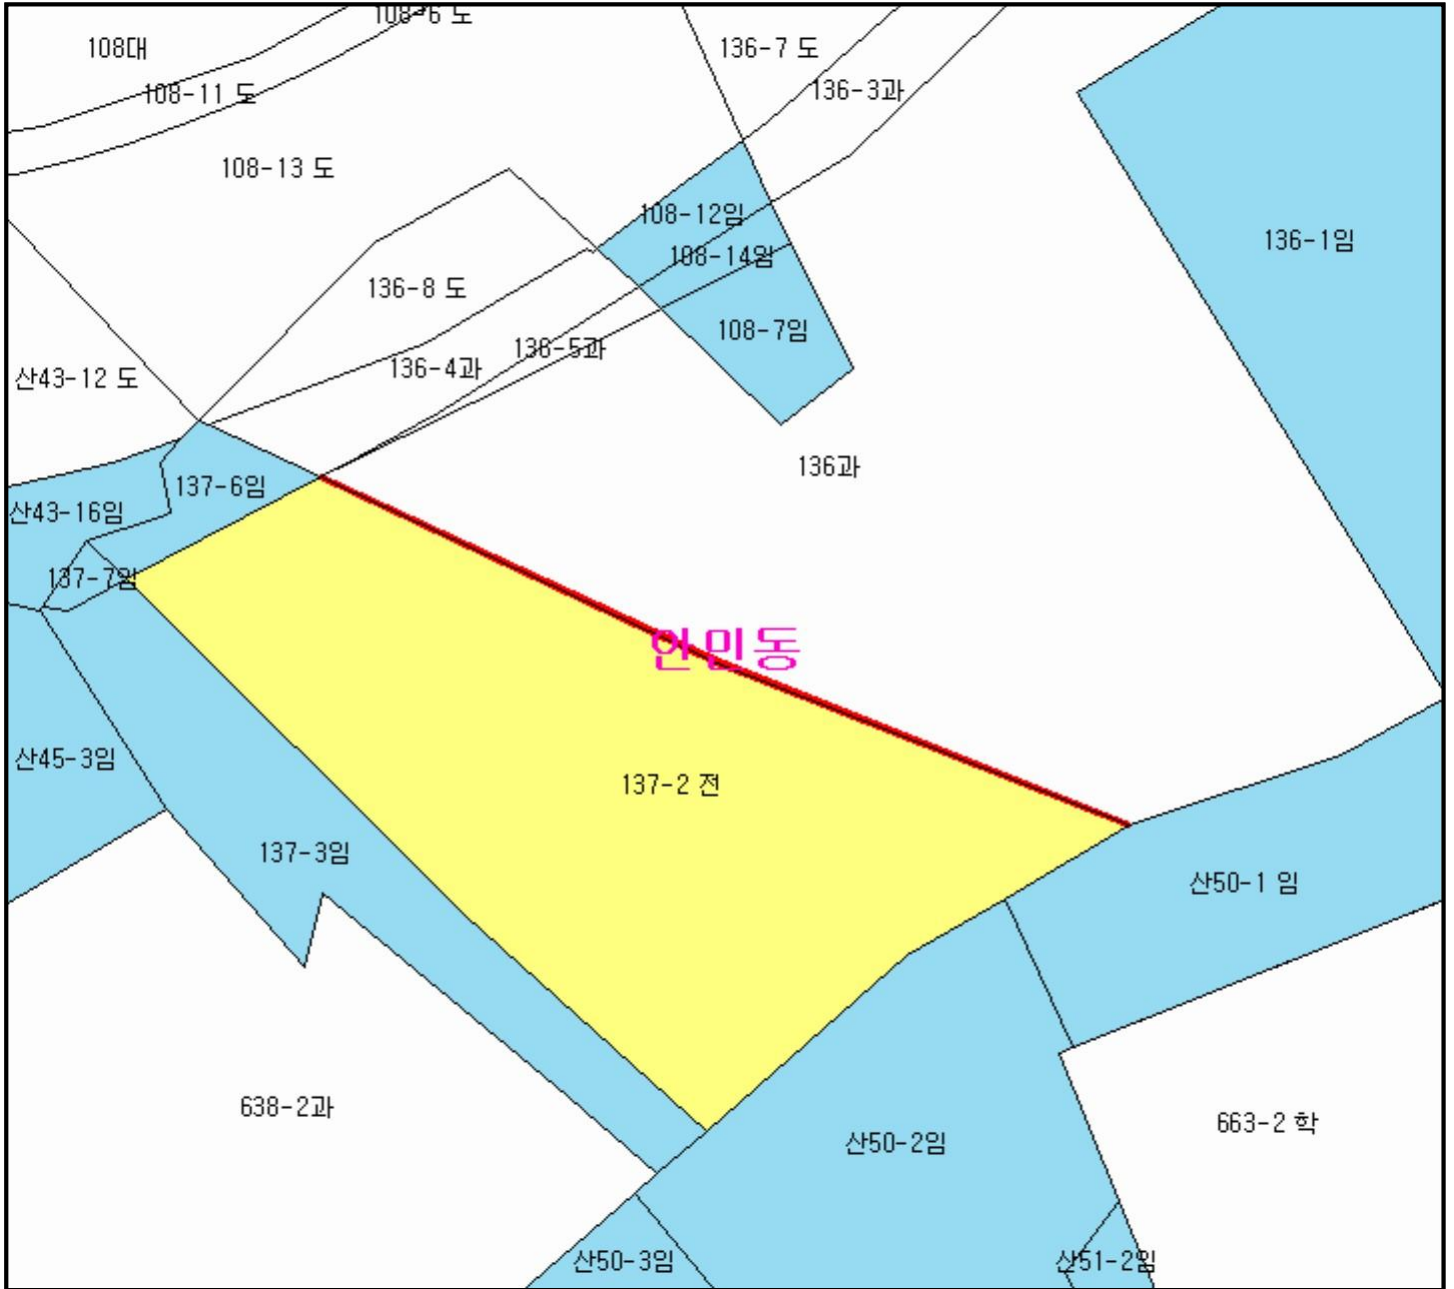 108-6 도
108대
136-7 도
136-3과
108-11 도
108-13 도
108-12임
136-1임
108-14임
136-8 도
108-7임
136-5과
136-4과
산43-12 도
136과
137-6임
산43-16임
137-7임
안민동
산45-3임
137-2 전
137-3임
산50-1 임
638-2과
663-2 학
산50-2임
산50-3임
산51-2임